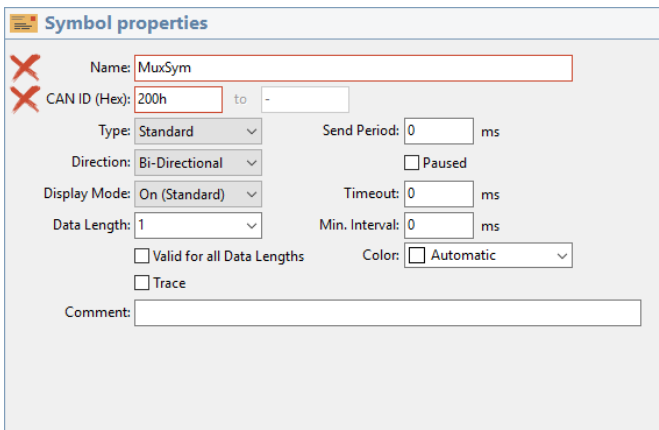 Symbol properties
Name: MuxSym
CAN ID (Hex): 200h to -
Type: Standard Send Period: 0 ms
Direction: Bi-Directional Paused
Display Mode: On (Standard) Timeout: 0 ms
Data Length: 1 Min. Interval: 0 ms
Valid for all Data Lengths Color: Automatic
Trace
Comment: